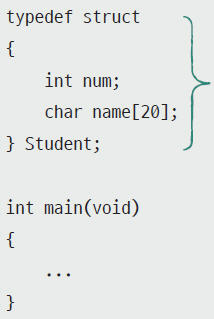 typedef struct
{
    int num;
    char name[20];
} Student;
int main(void)
{
    ...
}